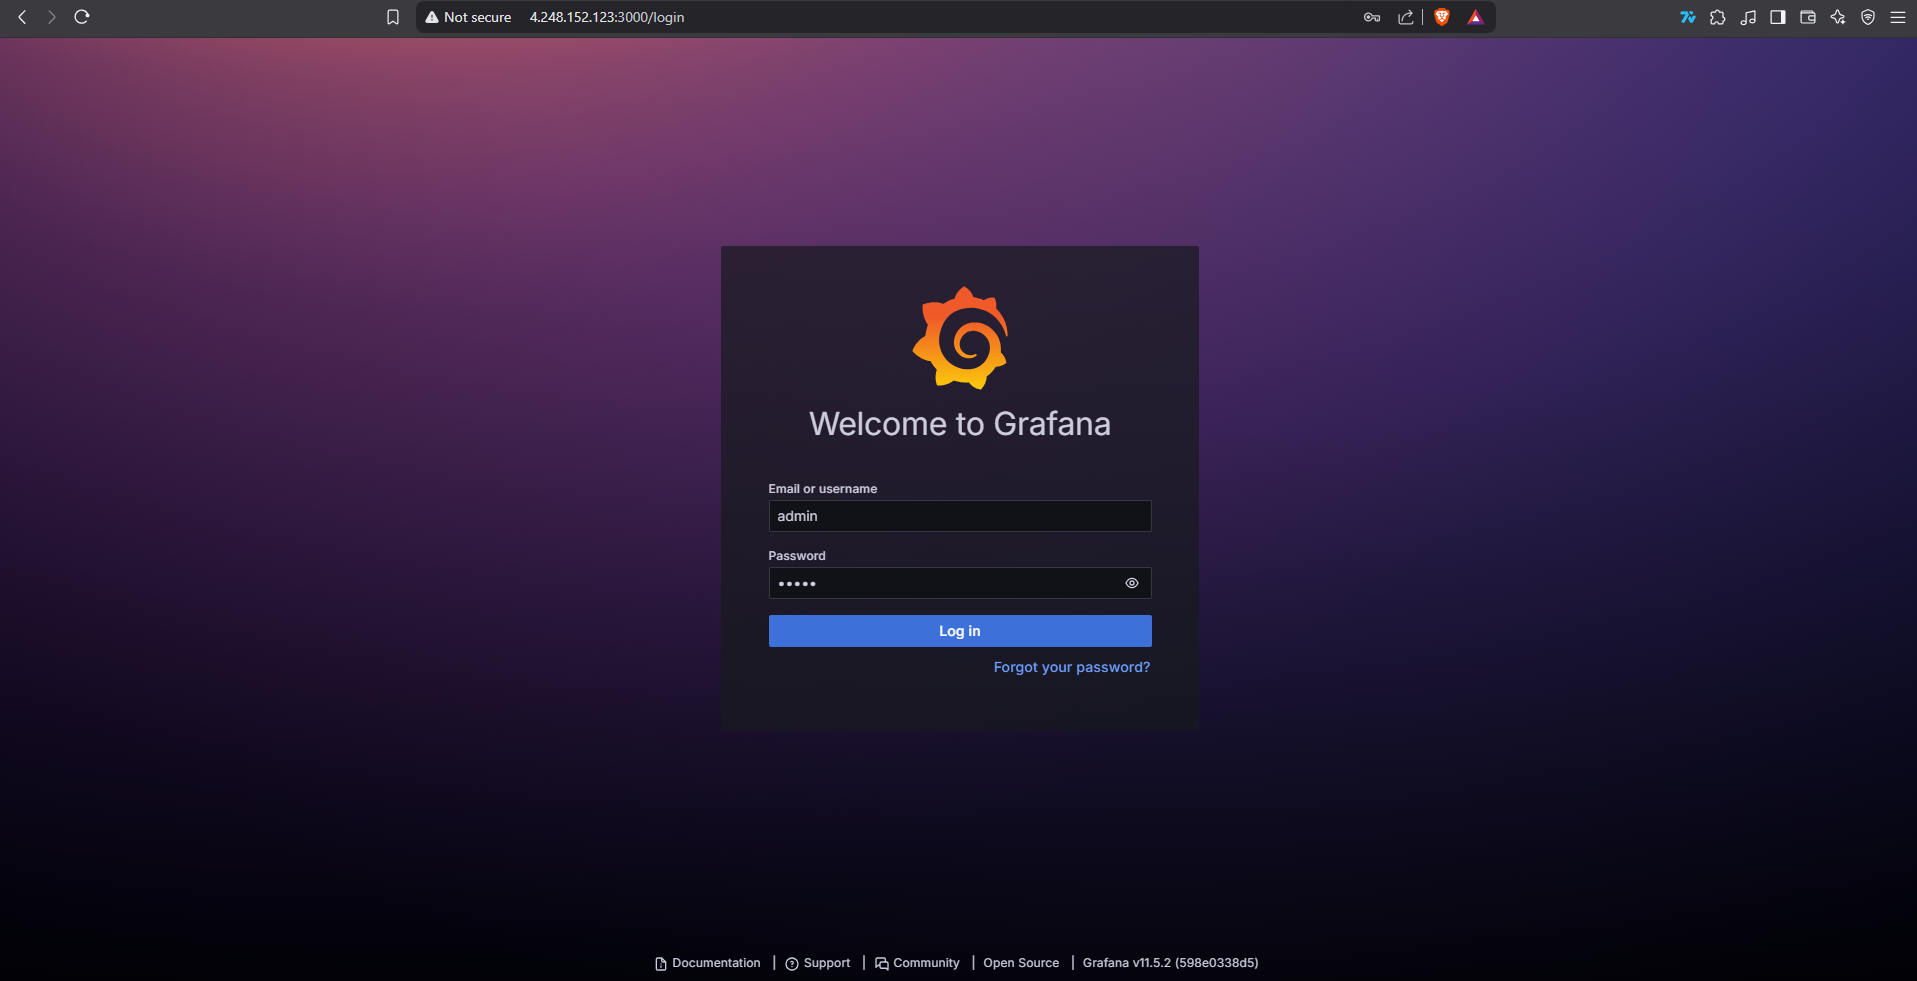 Not secure 4.248.152.123:3000/login
Welcome to Grafana
Email or username
admin
Password
•••••
Log in
Forgot your password?
Documentation | Support | Community | Open Source | Grafana v11.5.2 (598e0338d5)